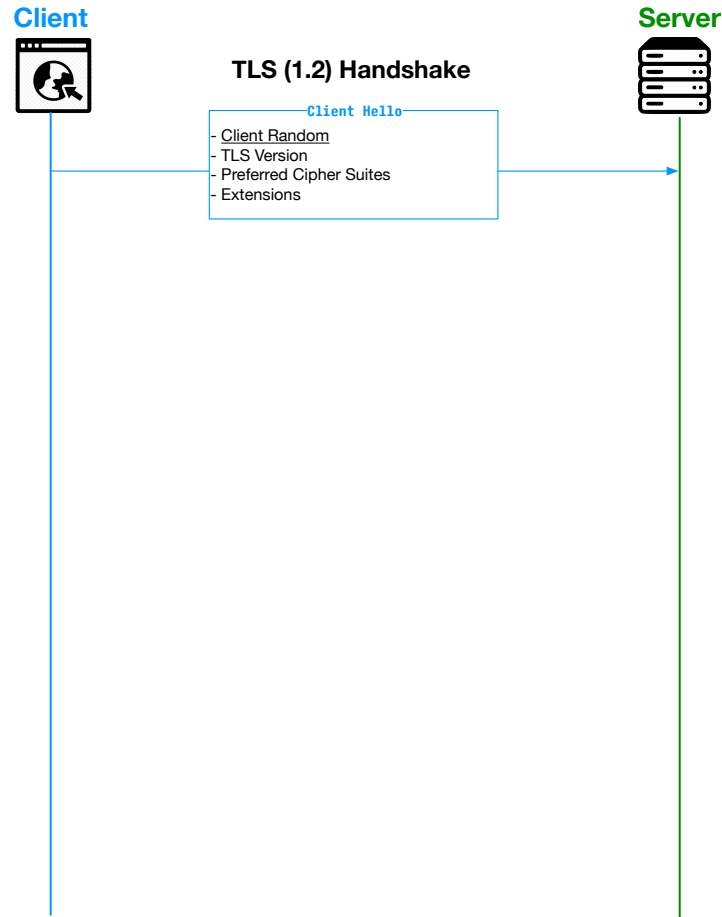 Client
Server
TLS (1.2) Handshake
Client Hello
- Client Random
- TLS Version
- Preferred Cipher Suites
- Extensions